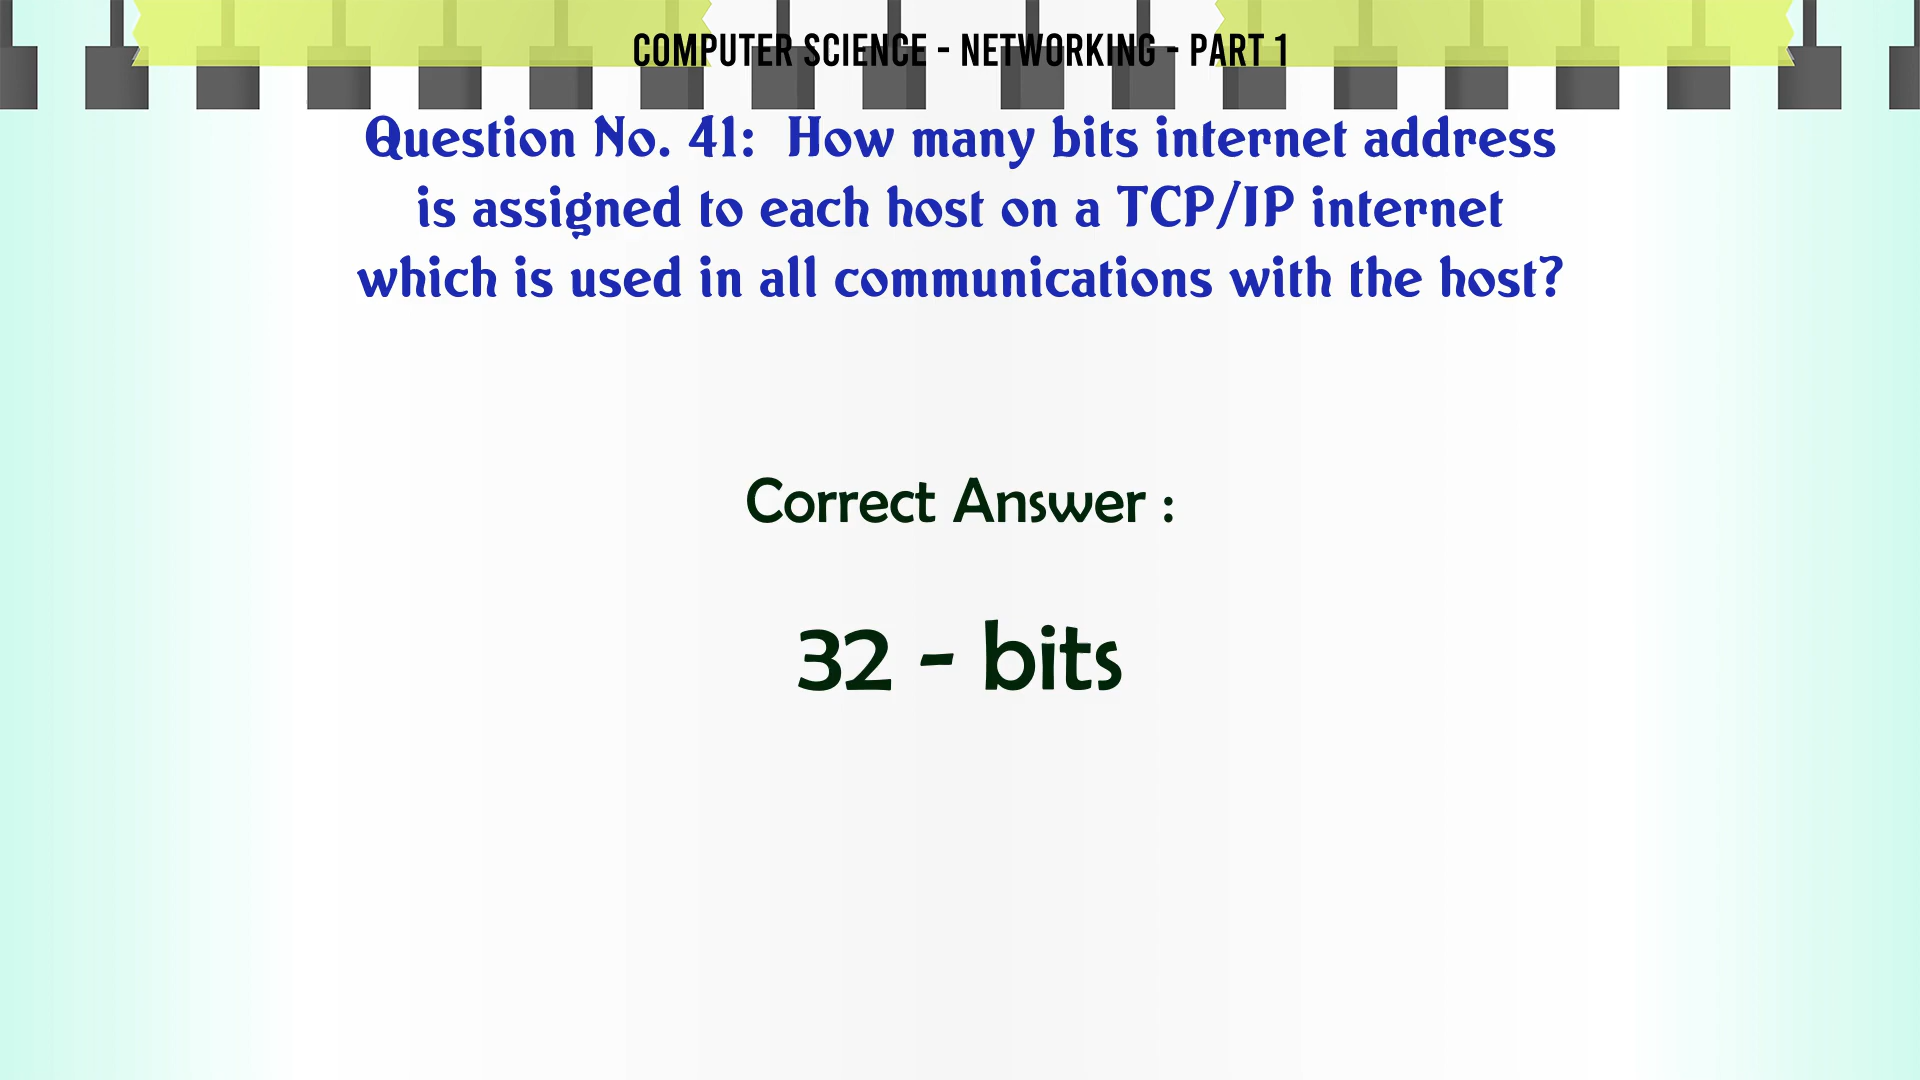 COMPUTER SCIENCE - NETWORKING - PART 1
Question No. 41: How many bits internet address
is assigned to each host on a TCP/IP internet
which is used in all communications with the host?
Correct Answer :
32 - bits